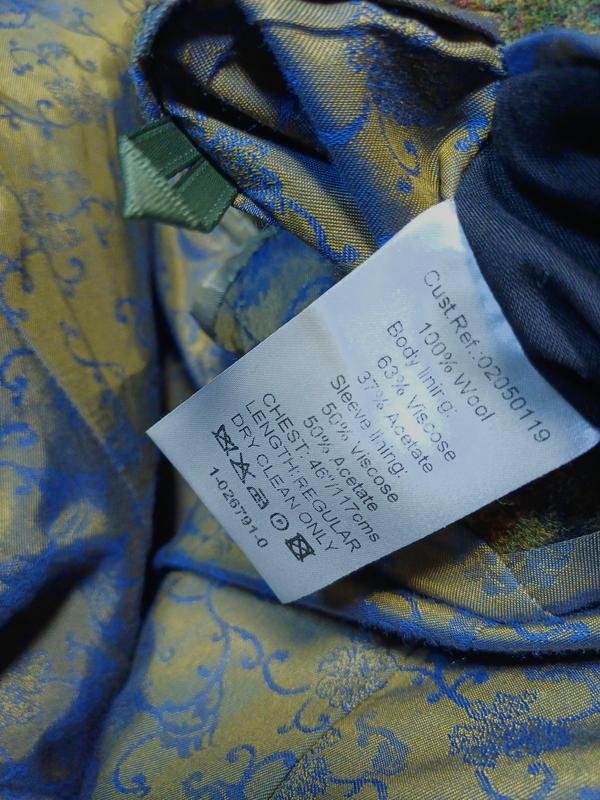 Cust.Ref.:02050119
100% Wool
Body lining:
63% Viscose
37% Acetate
Sleeve lining:
50% Viscose
50% Acetate
CHEST: 46"/117cms
LENGTH:REGULAR
DRY CLEAN ONLY
P
1-026791-0